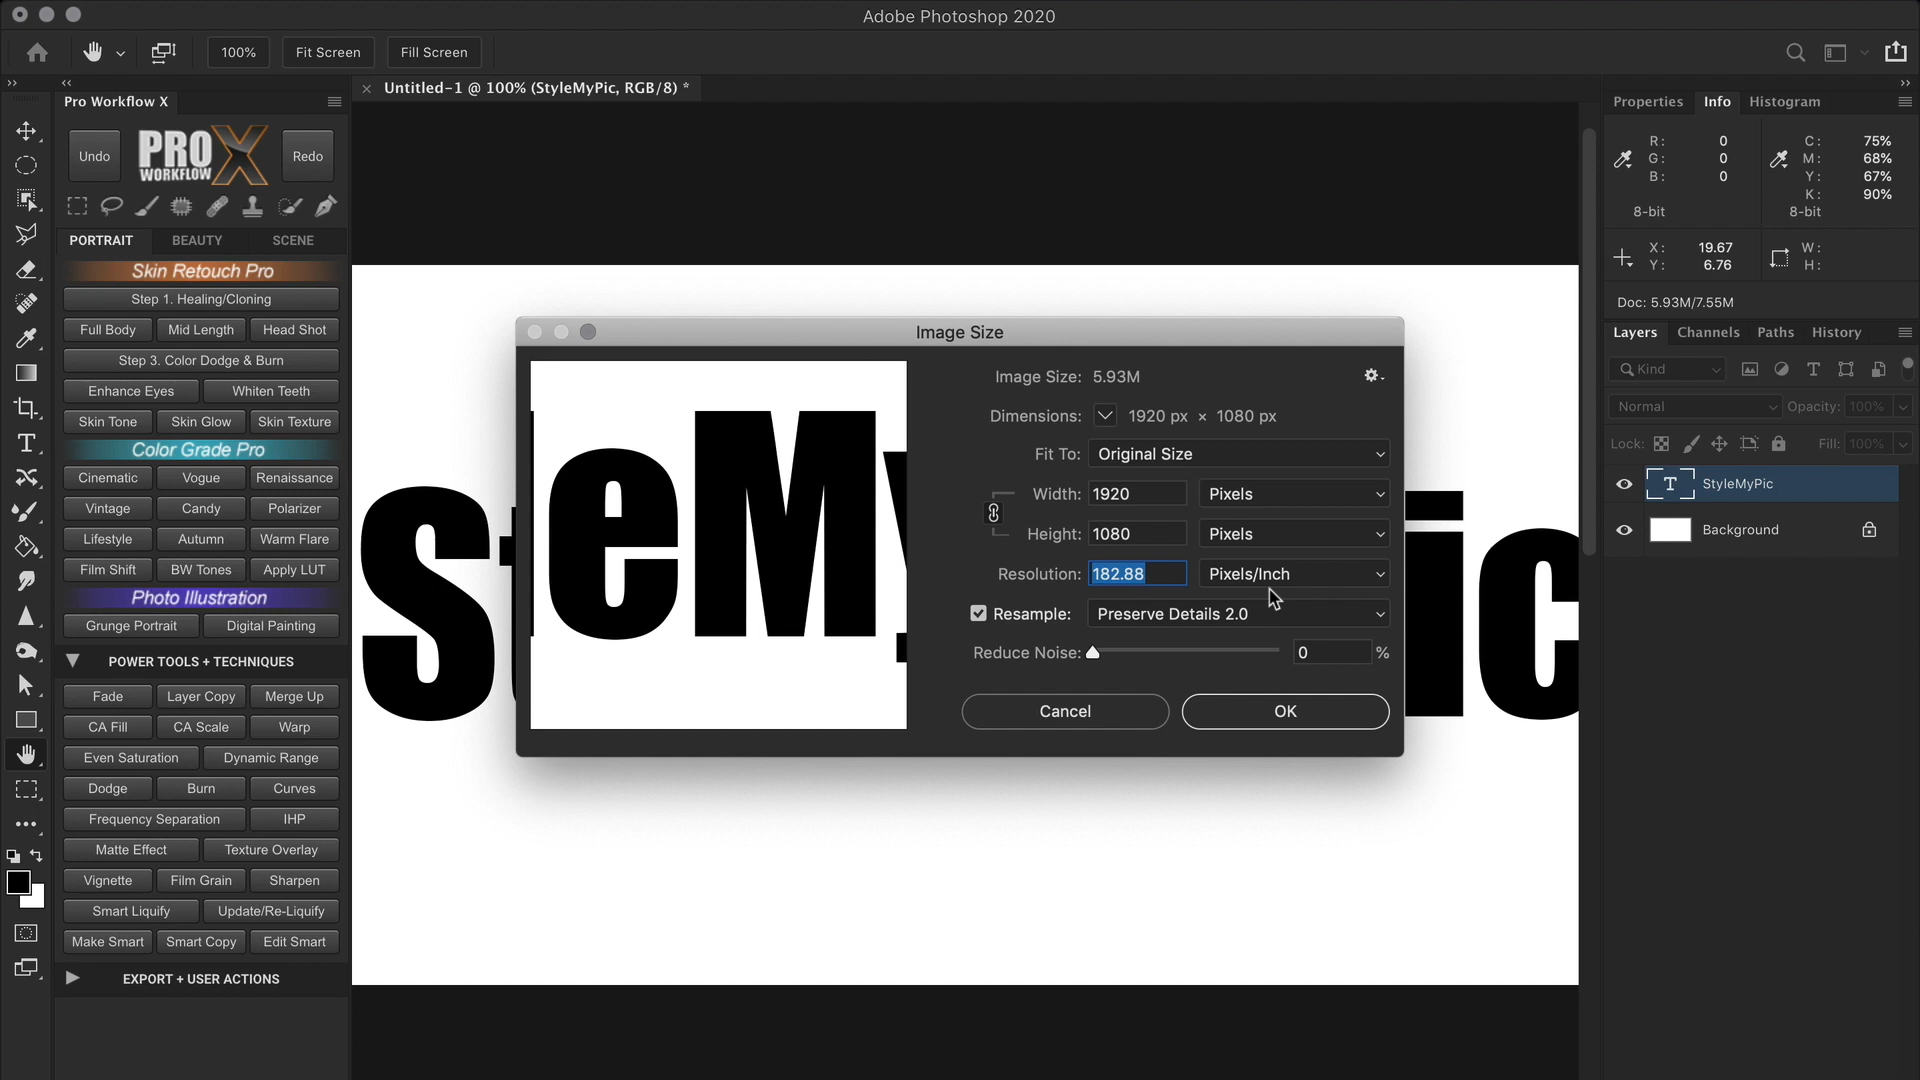 Adobe Photoshop 2020
100%
Fit Screen
Fill Screen
Pro Workflow X
Untitled-1 @ 100% (StyleMyPic, RGB/8) *
Undo
PRO
WORKFLOW
X
Redo
PORTRAIT
BEAUTY
SCENE
Skin Retouch Pro
Step 1. Healing/Cloning
Full Body
Mid Length
Head Shot
Step 3. Color Dodge & Burn
Enhance Eyes
Whiten Teeth
Skin Tone
Skin Glow
Skin Texture
Color Grade Pro
Cinematic
Vogue
Renaissance
Vintage
Candy
Polarizer
Lifestyle
Autumn
Warm Flare
Film Shift
BW Tones
Apply LUT
Photo Illustration
Grunge Portrait
Digital Painting
POWER TOOLS + TECHNIQUES
Fade
Layer Copy
Merge Up
CA Fill
CA Scale
Warp
Even Saturation
Dynamic Range
Dodge
Burn
Curves
Frequency Separation
IHP
Matte Effect
Texture Overlay
Vignette
Film Grain
Sharpen
Smart Liquify
Update/Re-Liquify
Make Smart
Smart Copy
Edit Smart
EXPORT + USER ACTIONS
St
ic
Image Size
eMy
Image Size: 5.93M
Dimensions: 1920 px × 1080 px
Fit To: Original Size
Width: 1920 Pixels
Height: 1080 Pixels
Resolution: 182.88 Pixels/Inch
Resample: Preserve Details 2.0
Reduce Noise: 0 %
Cancel
OK
Properties
Info
Histogram
R: 0
G: 0
B: 0
8-bit
C: 75%
M: 68%
Y: 67%
K: 90%
8-bit
X: 19.67
Y: 6.76
W:
H:
Doc: 5.93M/7.55M
Layers
Channels
Paths
History
Kind
Normal
Opacity: 100%
Lock:
Fill: 100%
T StyleMyPic
Background